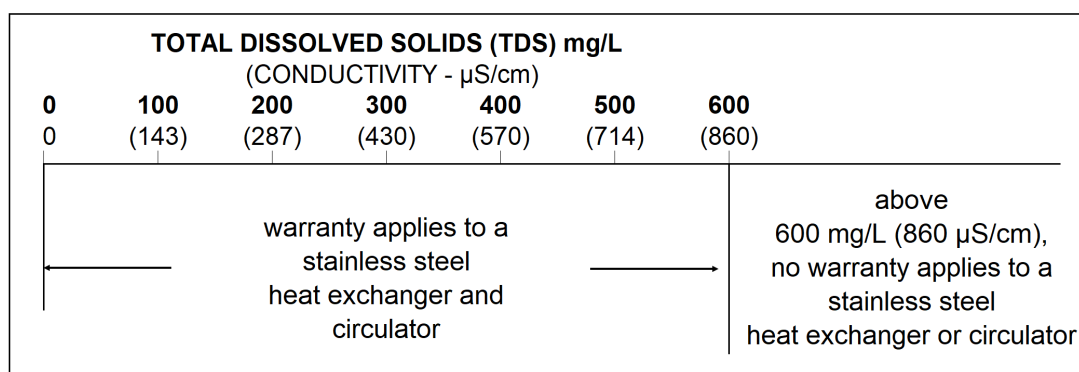 TOTAL DISSOLVED SOLIDS (TDS) mg/L
(CONDUCTIVITY - µS/cm)
0 100 200 300 400 500 600
0 (143) (287) (430) (570) (714) (860)
warranty applies to a
stainless steel
heat exchanger and
circulator
above
600 mg/L (860 µS/cm),
no warranty applies to a
stainless steel
heat exchanger or circulator